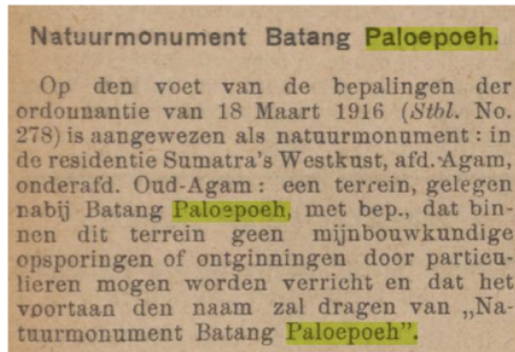 Natuurmonument Batang Paloepoeh.
Op den voet van de bepalingen der
ordounantie van 18 Maart 1916 (Stbl. No.
278) is aangewezen als natuurmonument: in
de residentie Sumatra's Westkust, afd. Agam,
onderafd. Oud-Agam: een terrein, gelegen
nabij Batang Paloepoeh, met bep., dat bin-
nen dit terrein geen mijnbouwkundige
opsporingen of ontginningen door particu-
lieren mogen worden verricht en dat het
voortaan den naam zal dragen van „Na-
tuurmonument Batang Paloepoeh”.